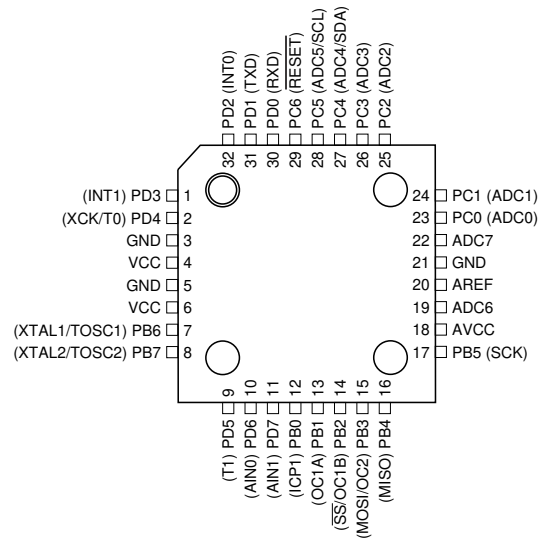 32 PD2 (INT0)
31 PD1 (TXD)
30 PD0 (RXD)
29 PC6 (RESET)
28 PC5 (ADC5/SCL)
27 PC4 (ADC4/SDA)
26 PC3 (ADC3)
25 PC2 (ADC2)
(INT1) PD3 1
(XCK/T0) PD4 2
GND 3
VCC 4
GND 5
VCC 6
(XTAL1/TOSC1) PB6 7
(XTAL2/TOSC2) PB7 8
24 PC1 (ADC1)
23 PC0 (ADC0)
22 ADC7
21 GND
20 AREF
19 ADC6
18 AVCC
17 PB5 (SCK)
(T1) PD5 9
(AIN0) PD6 10
(AIN1) PD7 11
(ICP1) PB0 12
(OC1A) PB1 13
(SS/OC1B) PB2 14
(MOSI/OC2) PB3 15
(MISO) PB4 16